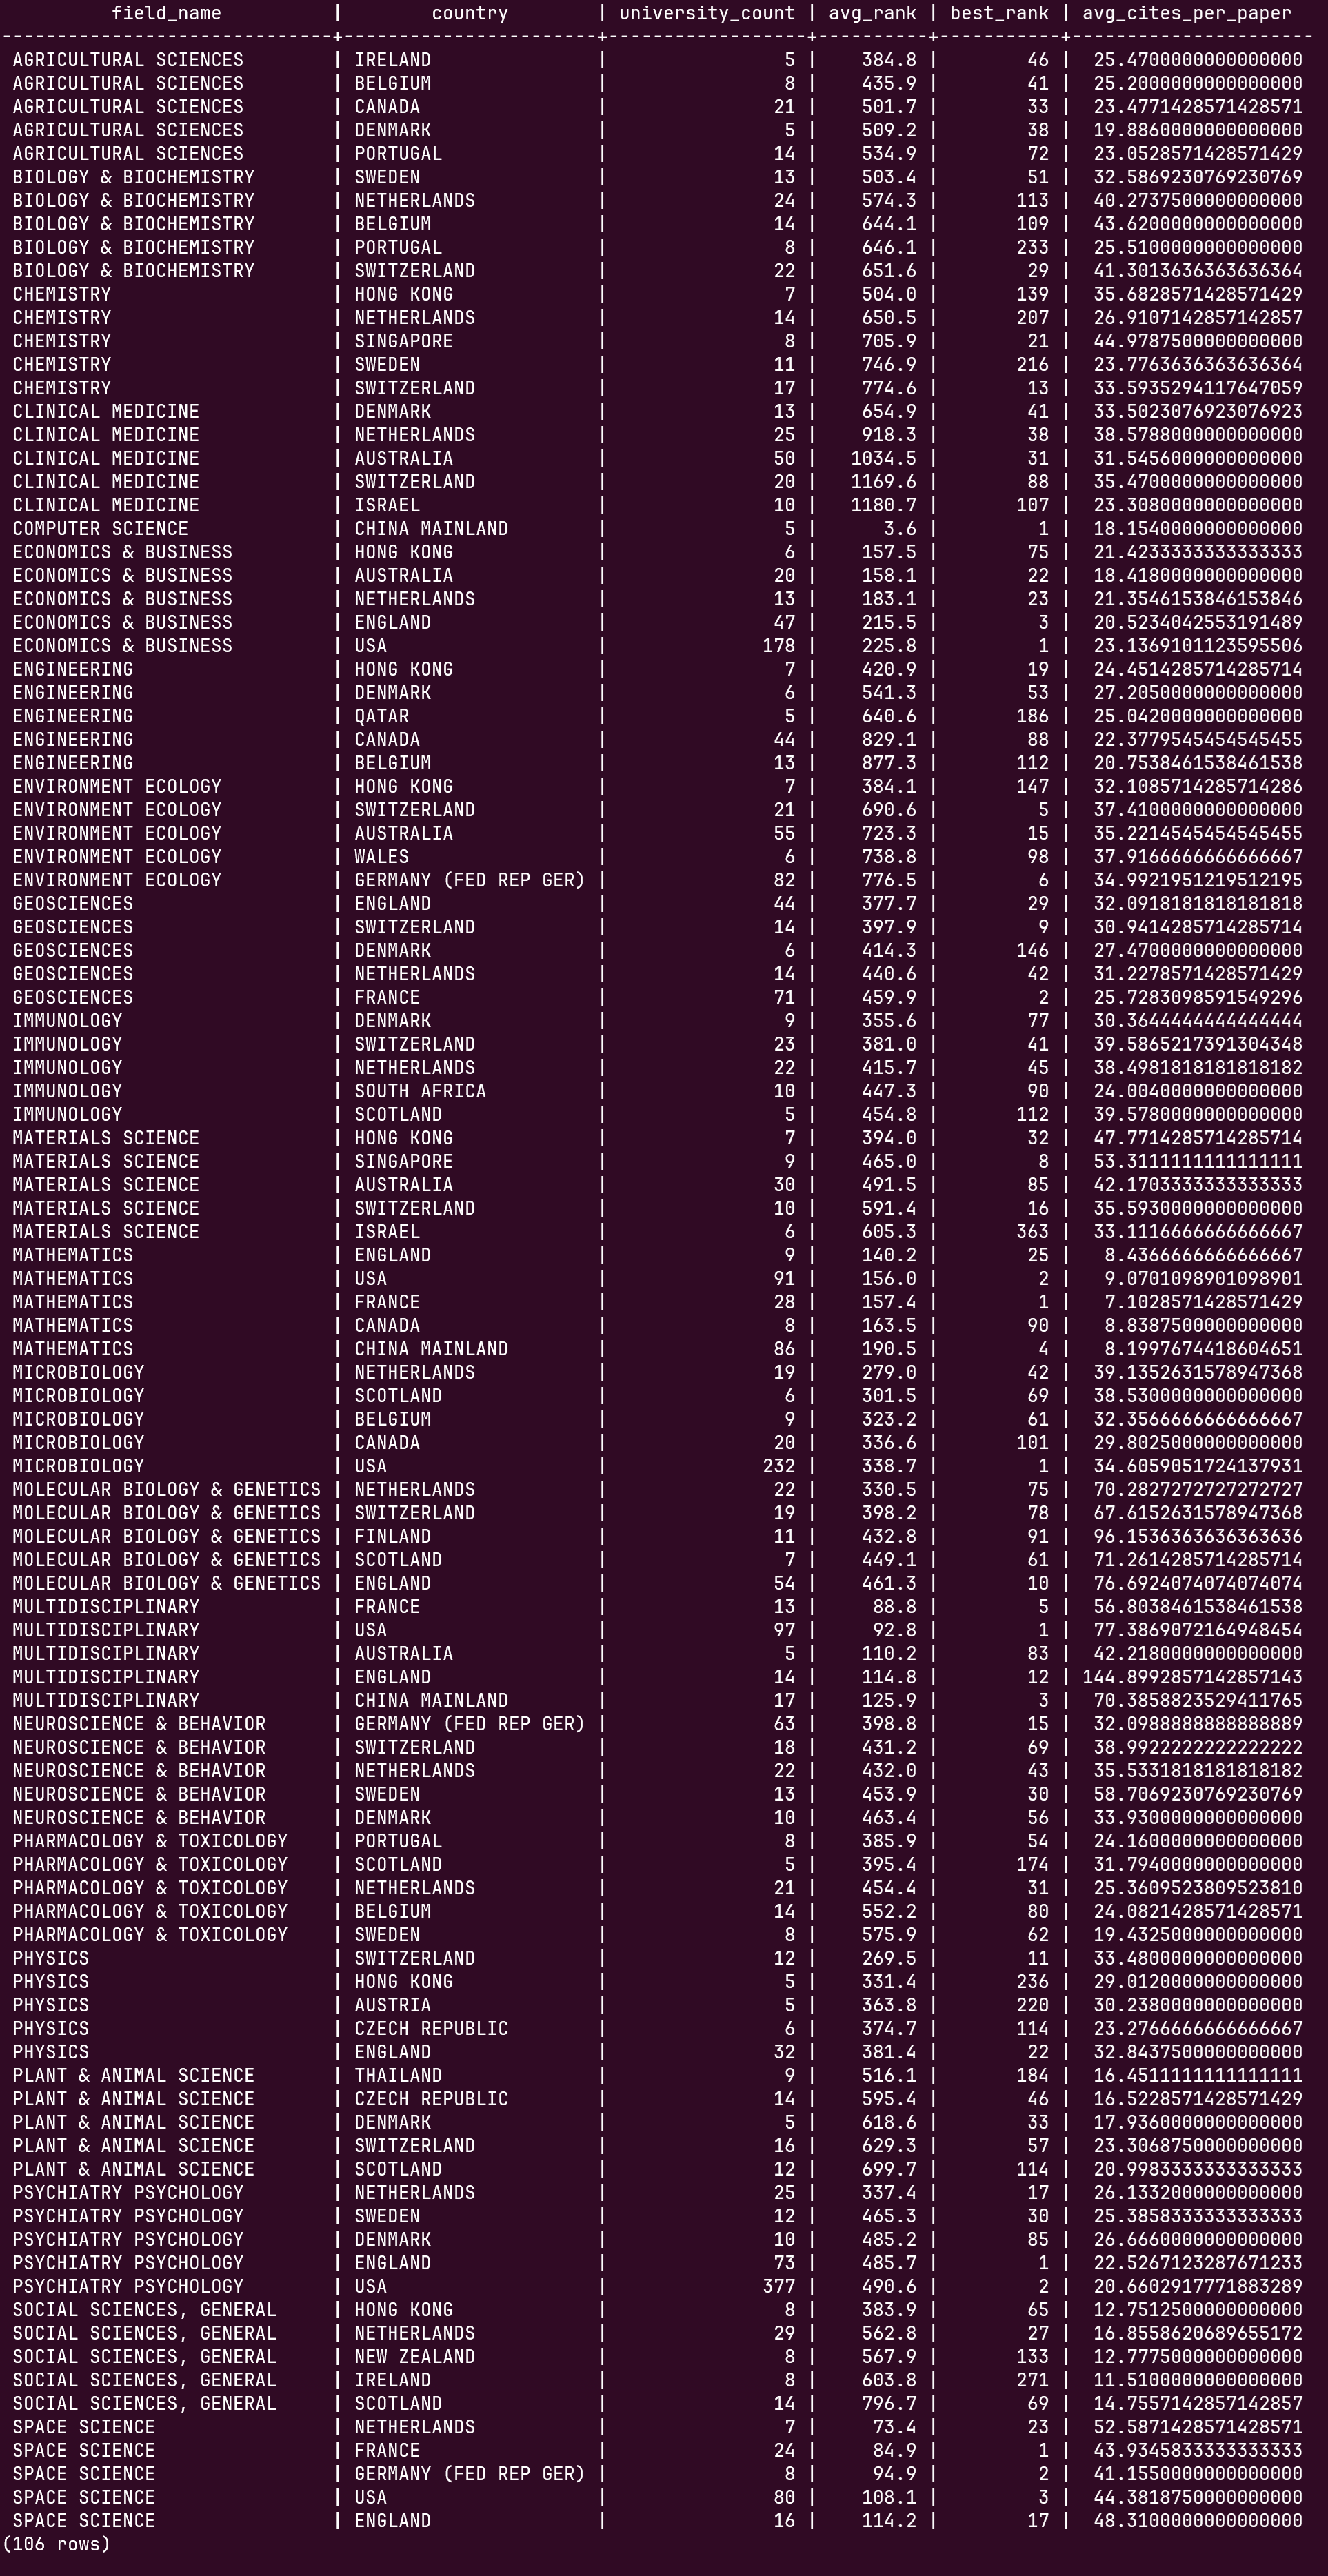 field_name | country | university_count | avg_rank | best_rank | avg_cites_per_paper
------------------------------+------------------------+------------------+----------+-----------+----------------------
AGRICULTURAL SCIENCES | IRELAND | 5 | 384.8 | 46 | 25.4700000000000000
AGRICULTURAL SCIENCES | BELGIUM | 8 | 435.9 | 41 | 25.2000000000000000
AGRICULTURAL SCIENCES | CANADA | 21 | 501.7 | 33 | 23.4771428571428571
AGRICULTURAL SCIENCES | DENMARK | 5 | 509.2 | 38 | 19.8860000000000000
AGRICULTURAL SCIENCES | PORTUGAL | 14 | 534.9 | 72 | 23.0528571428571429
BIOLOGY & BIOCHEMISTRY | SWEDEN | 13 | 503.4 | 51 | 32.5869230769230769
BIOLOGY & BIOCHEMISTRY | NETHERLANDS | 24 | 574.3 | 113 | 40.2737500000000000
BIOLOGY & BIOCHEMISTRY | BELGIUM | 14 | 644.1 | 109 | 43.6200000000000000
BIOLOGY & BIOCHEMISTRY | PORTUGAL | 8 | 646.1 | 233 | 25.5100000000000000
BIOLOGY & BIOCHEMISTRY | SWITZERLAND | 22 | 651.6 | 29 | 41.3013636363636364
CHEMISTRY | HONG KONG | 7 | 504.0 | 139 | 35.6828571428571429
CHEMISTRY | NETHERLANDS | 14 | 650.5 | 207 | 26.9107142857142857
CHEMISTRY | SINGAPORE | 8 | 705.9 | 21 | 44.9787500000000000
CHEMISTRY | SWEDEN | 11 | 746.9 | 216 | 23.7763636363636364
CHEMISTRY | SWITZERLAND | 17 | 774.6 | 13 | 33.5935294117647059
CLINICAL MEDICINE | DENMARK | 13 | 654.9 | 41 | 33.5023076923076923
CLINICAL MEDICINE | NETHERLANDS | 25 | 918.3 | 38 | 38.5788000000000000
CLINICAL MEDICINE | AUSTRALIA | 50 | 1034.5 | 31 | 31.5456000000000000
CLINICAL MEDICINE | SWITZERLAND | 20 | 1169.6 | 88 | 35.4700000000000000
CLINICAL MEDICINE | ISRAEL | 10 | 1180.7 | 107 | 23.3080000000000000
COMPUTER SCIENCE | CHINA MAINLAND | 5 | 3.6 | 1 | 18.1540000000000000
ECONOMICS & BUSINESS | HONG KONG | 6 | 157.5 | 75 | 21.4233333333333333
ECONOMICS & BUSINESS | AUSTRALIA | 20 | 158.1 | 22 | 18.4180000000000000
ECONOMICS & BUSINESS | NETHERLANDS | 13 | 183.1 | 23 | 21.3546153846153846
ECONOMICS & BUSINESS | ENGLAND | 47 | 215.5 | 3 | 20.5234042553191489
ECONOMICS & BUSINESS | USA | 178 | 225.8 | 1 | 23.1369101123595506
ENGINEERING | HONG KONG | 7 | 420.9 | 19 | 24.4514285714285714
ENGINEERING | DENMARK | 6 | 541.3 | 53 | 27.2050000000000000
ENGINEERING | QATAR | 5 | 640.6 | 186 | 25.0420000000000000
ENGINEERING | CANADA | 44 | 829.1 | 88 | 22.3779545454545455
ENGINEERING | BELGIUM | 13 | 877.3 | 112 | 20.7538461538461538
ENVIRONMENT ECOLOGY | HONG KONG | 7 | 384.1 | 147 | 32.1085714285714286
ENVIRONMENT ECOLOGY | SWITZERLAND | 21 | 690.6 | 5 | 37.4100000000000000
ENVIRONMENT ECOLOGY | AUSTRALIA | 55 | 723.3 | 15 | 35.2214545454545455
ENVIRONMENT ECOLOGY | WALES | 6 | 738.8 | 98 | 37.9166666666666667
ENVIRONMENT ECOLOGY | GERMANY (FED REP GER) | 82 | 776.5 | 6 | 34.9921951219512195
GEOSCIENCES | ENGLAND | 44 | 377.7 | 29 | 32.0918181818181818
GEOSCIENCES | SWITZERLAND | 14 | 397.9 | 9 | 30.9414285714285714
GEOSCIENCES | DENMARK | 6 | 414.3 | 146 | 27.4700000000000000
GEOSCIENCES | NETHERLANDS | 14 | 440.6 | 42 | 31.2278571428571429
GEOSCIENCES | FRANCE | 71 | 459.9 | 2 | 25.7283098591549296
IMMUNOLOGY | DENMARK | 9 | 355.6 | 77 | 30.3644444444444444
IMMUNOLOGY | SWITZERLAND | 23 | 381.0 | 41 | 39.5865217391304348
IMMUNOLOGY | NETHERLANDS | 22 | 415.7 | 45 | 38.4981818181818182
IMMUNOLOGY | SOUTH AFRICA | 10 | 447.3 | 90 | 24.0040000000000000
IMMUNOLOGY | SCOTLAND | 5 | 454.8 | 112 | 39.5780000000000000
MATERIALS SCIENCE | HONG KONG | 7 | 394.0 | 32 | 47.7714285714285714
MATERIALS SCIENCE | SINGAPORE | 9 | 465.0 | 8 | 53.3111111111111111
MATERIALS SCIENCE | AUSTRALIA | 30 | 491.5 | 85 | 42.1703333333333333
MATERIALS SCIENCE | SWITZERLAND | 10 | 591.4 | 16 | 35.5930000000000000
MATERIALS SCIENCE | ISRAEL | 6 | 605.3 | 363 | 33.1116666666666667
MATHEMATICS | ENGLAND | 9 | 140.2 | 25 | 8.4366666666666667
MATHEMATICS | USA | 91 | 156.0 | 2 | 9.0701098901098901
MATHEMATICS | FRANCE | 28 | 157.4 | 1 | 7.1028571428571429
MATHEMATICS | CANADA | 8 | 163.5 | 90 | 8.8387500000000000
MATHEMATICS | CHINA MAINLAND | 86 | 190.5 | 4 | 8.1997674418604651
MICROBIOLOGY | NETHERLANDS | 19 | 279.0 | 42 | 39.1352631578947368
MICROBIOLOGY | SCOTLAND | 6 | 301.5 | 69 | 38.5300000000000000
MICROBIOLOGY | BELGIUM | 9 | 323.2 | 61 | 32.3566666666666667
MICROBIOLOGY | CANADA | 20 | 336.6 | 101 | 29.8025000000000000
MICROBIOLOGY | USA | 232 | 338.7 | 1 | 34.6059051724137931
MOLECULAR BIOLOGY & GENETICS | NETHERLANDS | 22 | 330.5 | 75 | 70.2827272727272727
MOLECULAR BIOLOGY & GENETICS | SWITZERLAND | 19 | 398.2 | 78 | 67.6152631578947368
MOLECULAR BIOLOGY & GENETICS | FINLAND | 11 | 432.8 | 91 | 96.1536363636363636
MOLECULAR BIOLOGY & GENETICS | SCOTLAND | 7 | 449.1 | 61 | 71.2614285714285714
MOLECULAR BIOLOGY & GENETICS | ENGLAND | 54 | 461.3 | 10 | 76.6924074074074074
MULTIDISCIPLINARY | FRANCE | 13 | 88.8 | 5 | 56.8038461538461538
MULTIDISCIPLINARY | USA | 97 | 92.8 | 1 | 77.3869072164948454
MULTIDISCIPLINARY | AUSTRALIA | 5 | 110.2 | 83 | 42.2180000000000000
MULTIDISCIPLINARY | ENGLAND | 14 | 114.8 | 12 | 144.8992857142857143
MULTIDISCIPLINARY | CHINA MAINLAND | 17 | 125.9 | 3 | 70.3858823529411765
NEUROSCIENCE & BEHAVIOR | GERMANY (FED REP GER) | 63 | 398.8 | 15 | 32.0988888888888889
NEUROSCIENCE & BEHAVIOR | SWITZERLAND | 18 | 431.2 | 69 | 38.9922222222222222
NEUROSCIENCE & BEHAVIOR | NETHERLANDS | 22 | 432.0 | 43 | 35.5331818181818182
NEUROSCIENCE & BEHAVIOR | SWEDEN | 13 | 453.9 | 30 | 58.7069230769230769
NEUROSCIENCE & BEHAVIOR | DENMARK | 10 | 463.4 | 56 | 33.9300000000000000
PHARMACOLOGY & TOXICOLOGY | PORTUGAL | 8 | 385.9 | 54 | 24.1600000000000000
PHARMACOLOGY & TOXICOLOGY | SCOTLAND | 5 | 395.4 | 174 | 31.7940000000000000
PHARMACOLOGY & TOXICOLOGY | NETHERLANDS | 21 | 454.4 | 31 | 25.3609523809523810
PHARMACOLOGY & TOXICOLOGY | BELGIUM | 14 | 552.2 | 80 | 24.0821428571428571
PHARMACOLOGY & TOXICOLOGY | SWEDEN | 8 | 575.9 | 62 | 19.4325000000000000
PHYSICS | SWITZERLAND | 12 | 269.5 | 11 | 33.4800000000000000
PHYSICS | HONG KONG | 5 | 331.4 | 236 | 29.0120000000000000
PHYSICS | AUSTRIA | 5 | 363.8 | 220 | 30.2380000000000000
PHYSICS | CZECH REPUBLIC | 6 | 374.7 | 114 | 23.2766666666666667
PHYSICS | ENGLAND | 32 | 381.4 | 22 | 32.8437500000000000
PLANT & ANIMAL SCIENCE | THAILAND | 9 | 516.1 | 184 | 16.4511111111111111
PLANT & ANIMAL SCIENCE | CZECH REPUBLIC | 14 | 595.4 | 46 | 16.5228571428571429
PLANT & ANIMAL SCIENCE | DENMARK | 5 | 618.6 | 33 | 17.9360000000000000
PLANT & ANIMAL SCIENCE | SWITZERLAND | 16 | 629.3 | 57 | 23.3068750000000000
PLANT & ANIMAL SCIENCE | SCOTLAND | 12 | 699.7 | 114 | 20.9983333333333333
PSYCHIATRY PSYCHOLOGY | NETHERLANDS | 25 | 337.4 | 17 | 26.1332000000000000
PSYCHIATRY PSYCHOLOGY | SWEDEN | 12 | 465.3 | 30 | 25.3858333333333333
PSYCHIATRY PSYCHOLOGY | DENMARK | 10 | 485.2 | 85 | 26.6660000000000000
PSYCHIATRY PSYCHOLOGY | ENGLAND | 73 | 485.7 | 1 | 22.5267123287671233
PSYCHIATRY PSYCHOLOGY | USA | 377 | 490.6 | 2 | 20.6602917771883289
SOCIAL SCIENCES, GENERAL | HONG KONG | 8 | 383.9 | 65 | 12.7512500000000000
SOCIAL SCIENCES, GENERAL | NETHERLANDS | 29 | 562.8 | 27 | 16.8558620689655172
SOCIAL SCIENCES, GENERAL | NEW ZEALAND | 8 | 567.9 | 133 | 12.7775000000000000
SOCIAL SCIENCES, GENERAL | IRELAND | 8 | 603.8 | 271 | 11.5100000000000000
SOCIAL SCIENCES, GENERAL | SCOTLAND | 14 | 796.7 | 69 | 14.7557142857142857
SPACE SCIENCE | NETHERLANDS | 7 | 73.4 | 23 | 52.5871428571428571
SPACE SCIENCE | FRANCE | 24 | 84.9 | 1 | 43.9345833333333333
SPACE SCIENCE | GERMANY (FED REP GER) | 8 | 94.9 | 2 | 41.1550000000000000
SPACE SCIENCE | USA | 80 | 108.1 | 3 | 44.3818750000000000
SPACE SCIENCE | ENGLAND | 16 | 114.2 | 17 | 48.3100000000000000
(106 rows)